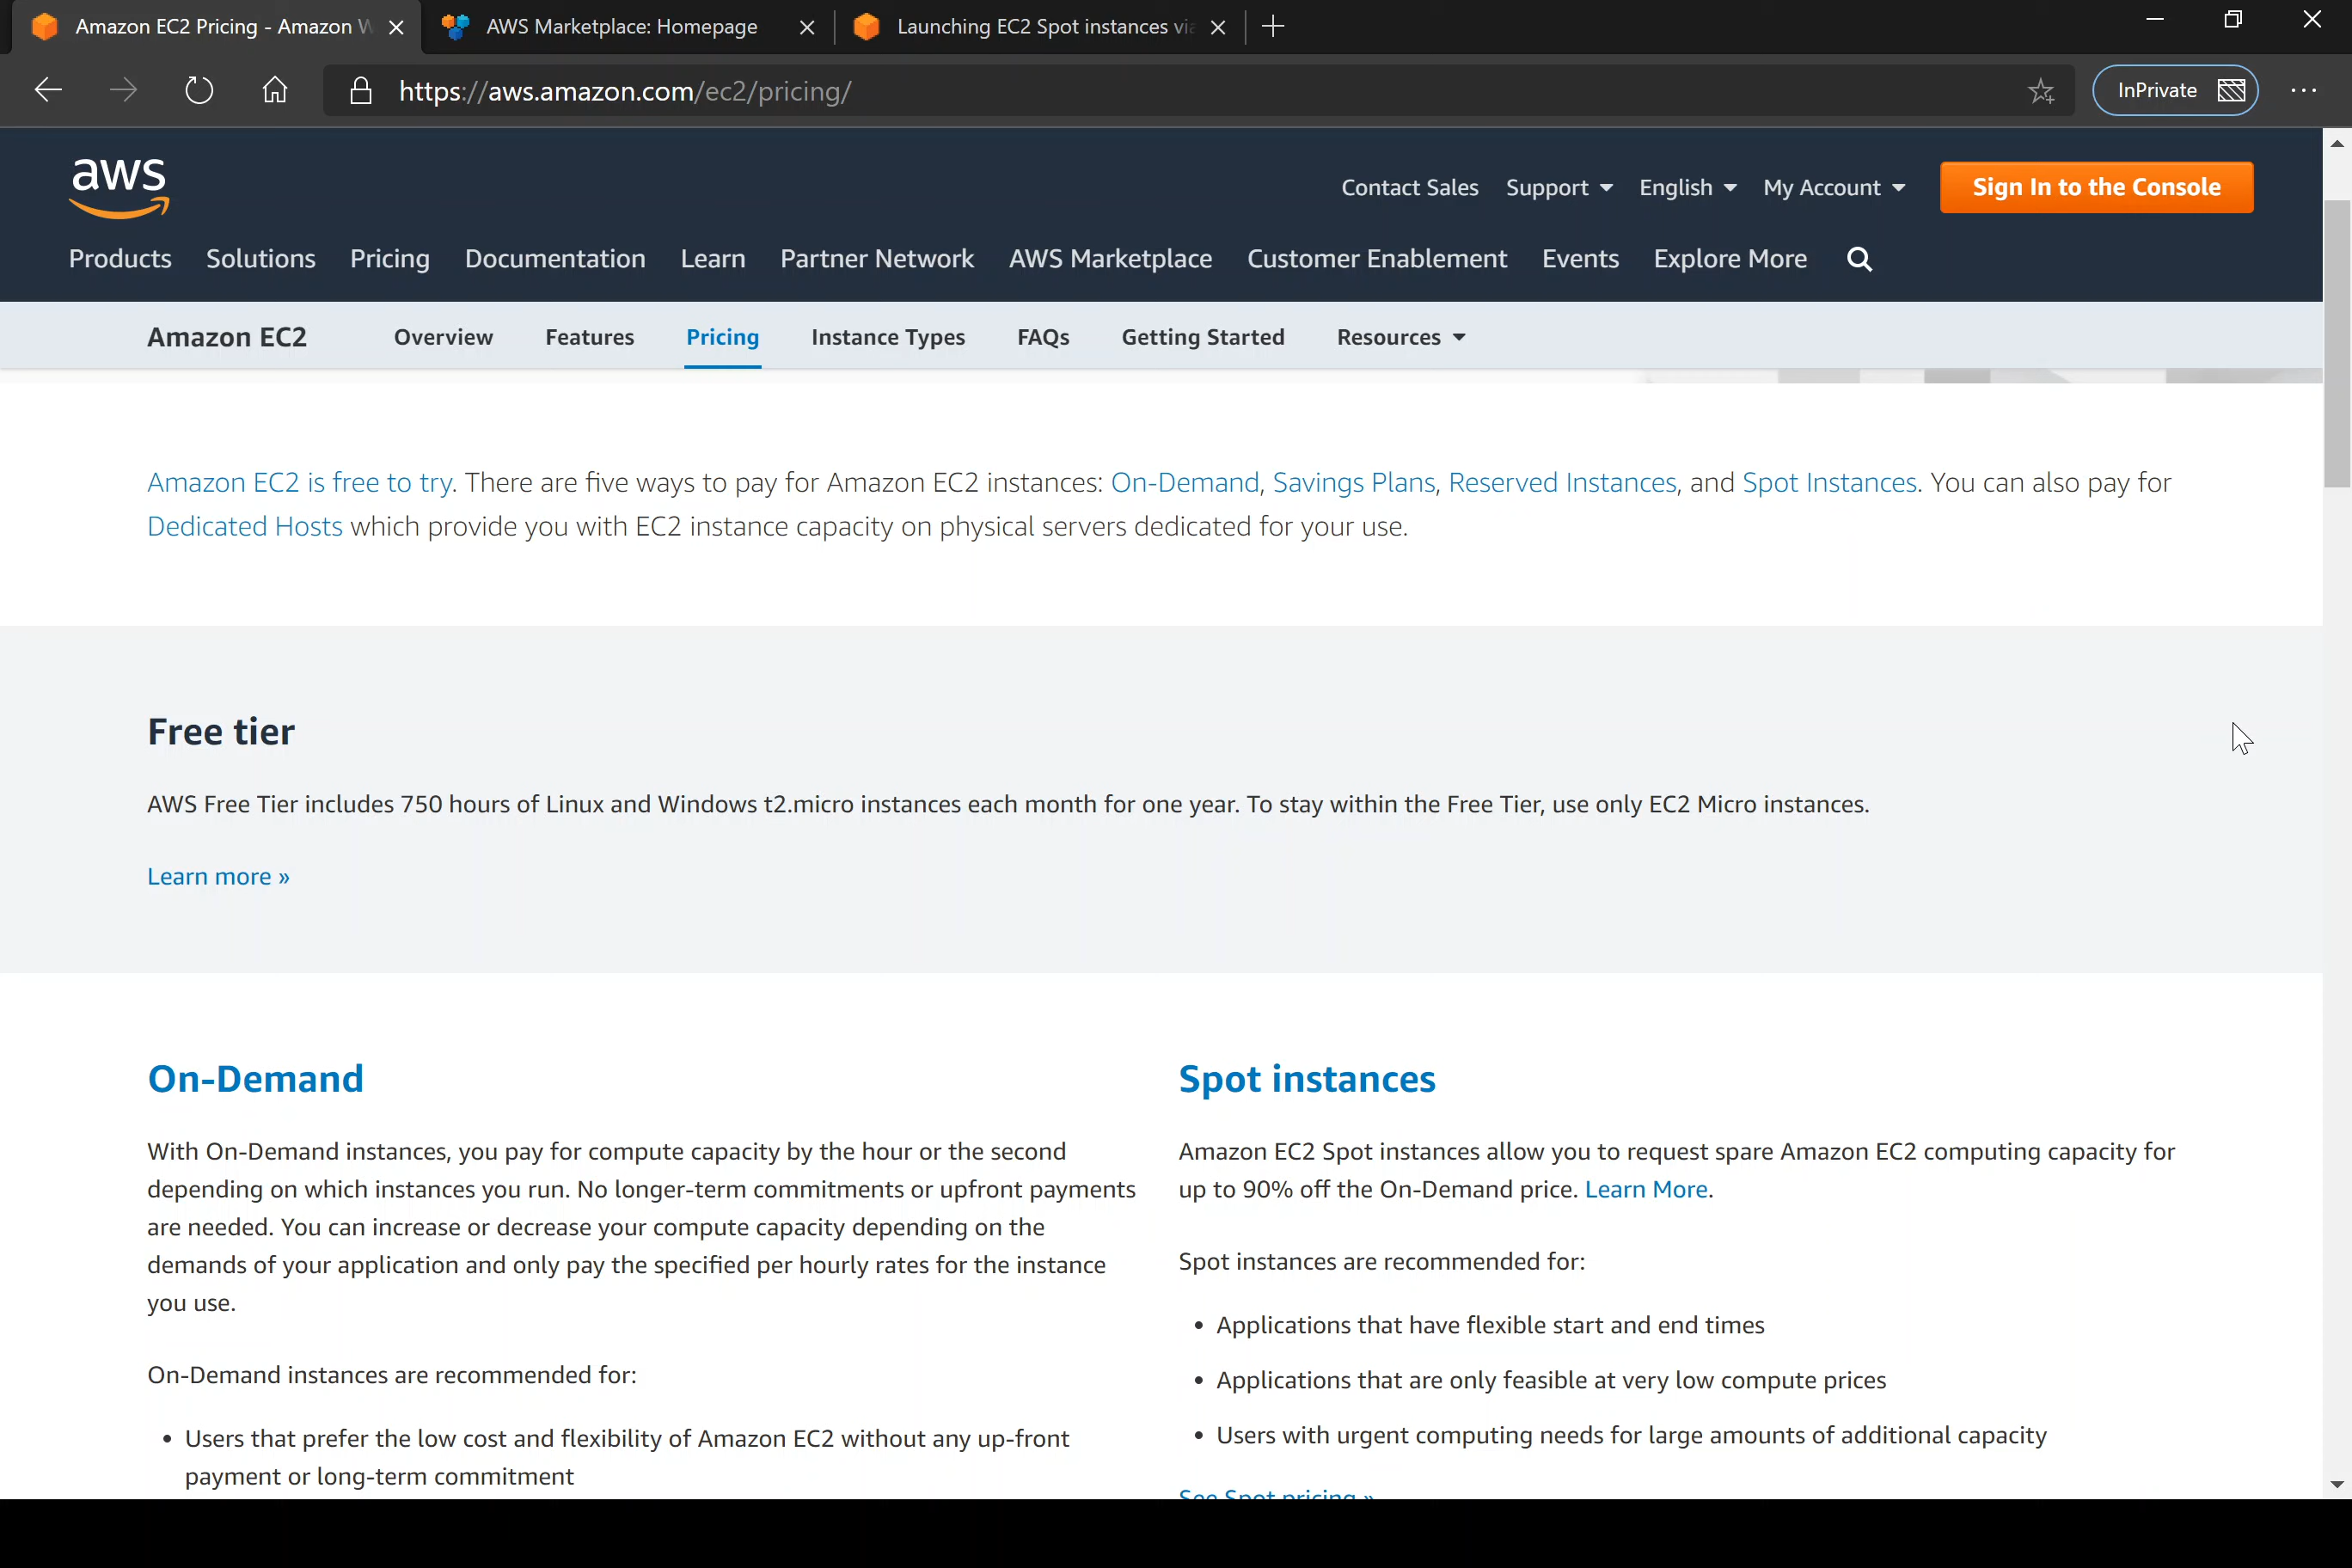 Amazon EC2 Pricing - Amazon W
AWS Marketplace: Homepage
Launching EC2 Spot instances via
https://aws.amazon.com/ec2/pricing/
InPrivate
aws
Contact Sales Support English My Account Sign In to the Console
Products Solutions Pricing Documentation Learn Partner Network AWS Marketplace Customer Enablement Events Explore More
Amazon EC2 Overview Features Pricing Instance Types FAQs Getting Started Resources
Amazon EC2 is free to try. There are five ways to pay for Amazon EC2 instances: On-Demand, Savings Plans, Reserved Instances, and Spot Instances. You can also pay for
Dedicated Hosts which provide you with EC2 instance capacity on physical servers dedicated for your use.
Free tier
AWS Free Tier includes 750 hours of Linux and Windows t2.micro instances each month for one year. To stay within the Free Tier, use only EC2 Micro instances.
Learn more »
On-Demand
With On-Demand instances, you pay for compute capacity by the hour or the second
depending on which instances you run. No longer-term commitments or upfront payments
are needed. You can increase or decrease your compute capacity depending on the
demands of your application and only pay the specified per hourly rates for the instance
you use.
On-Demand instances are recommended for:
• Users that prefer the low cost and flexibility of Amazon EC2 without any up-front
payment or long-term commitment
Spot instances
Amazon EC2 Spot instances allow you to request spare Amazon EC2 computing capacity for
up to 90% off the On-Demand price. Learn More.
Spot instances are recommended for:
• Applications that have flexible start and end times
• Applications that are only feasible at very low compute prices
• Users with urgent computing needs for large amounts of additional capacity
See Spot pricing »